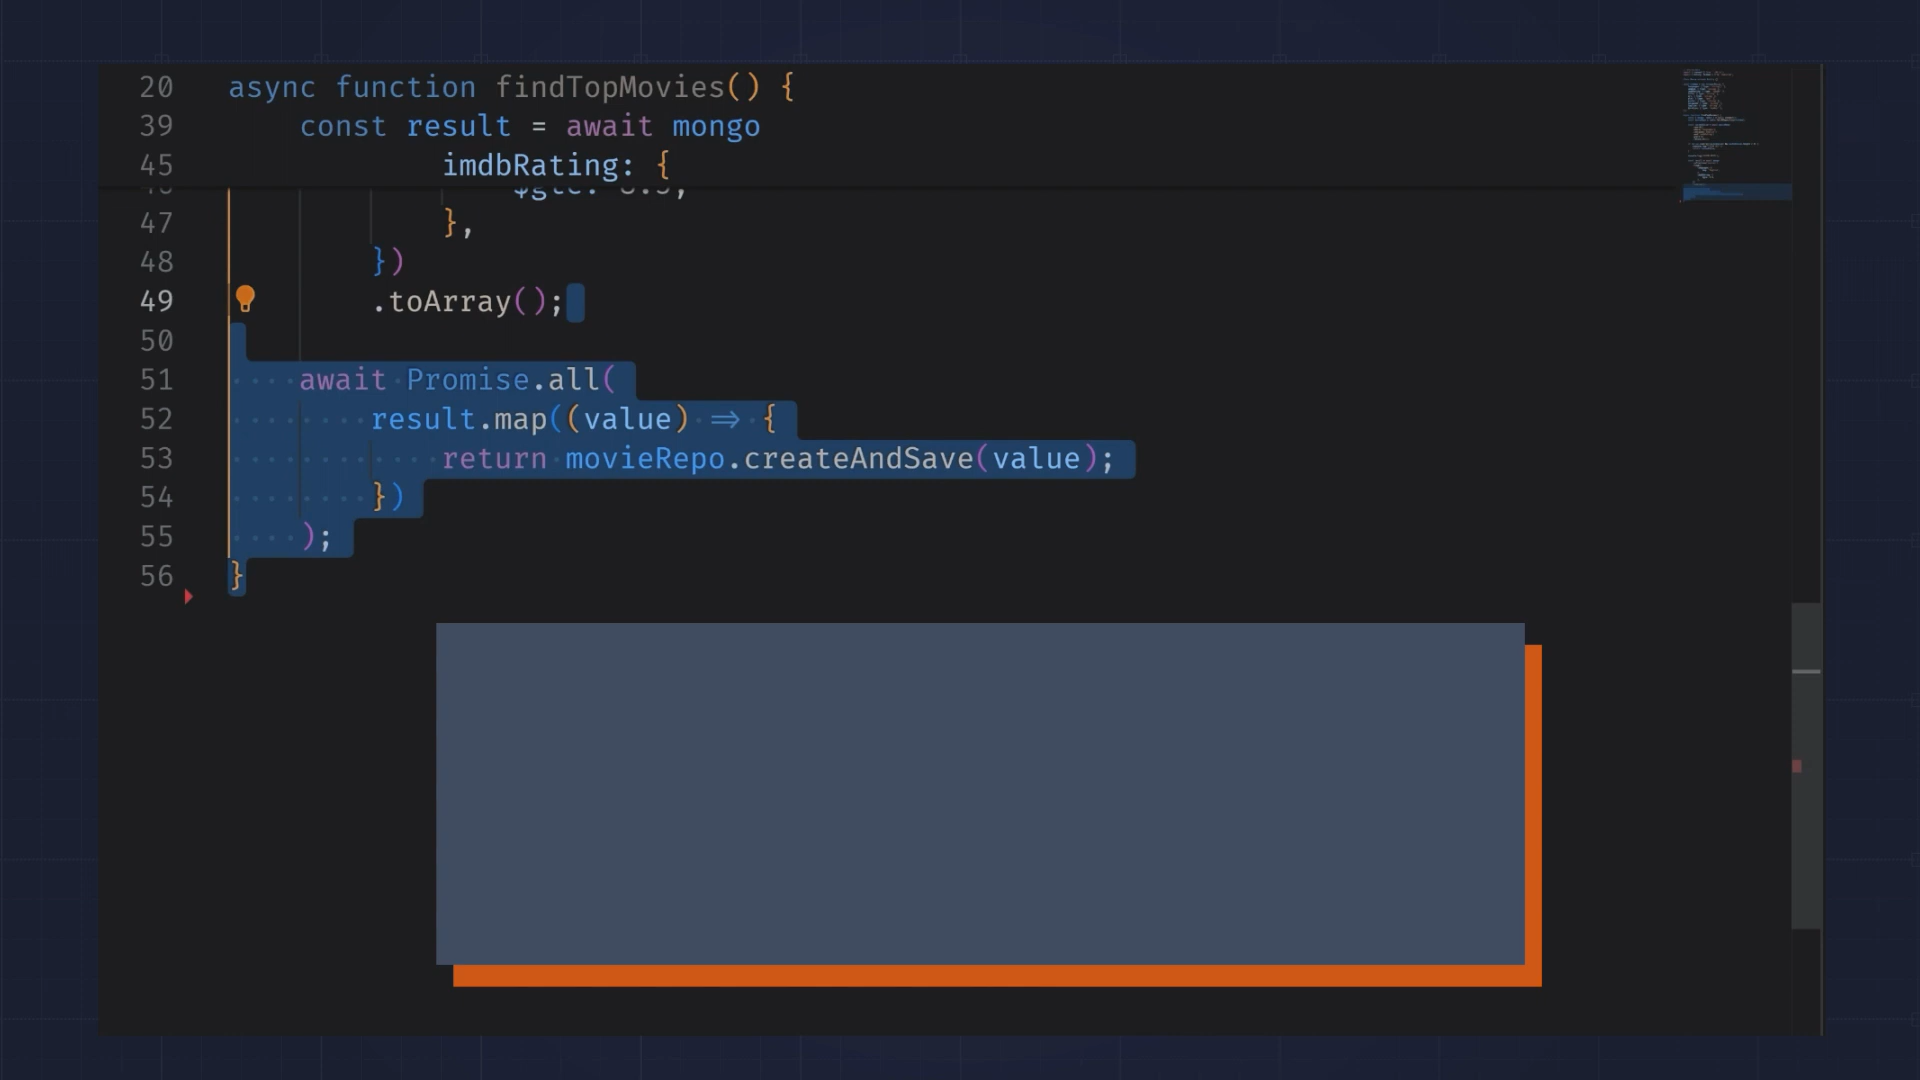 20 async function findTopMovies() {
39 const result = await mongo
45 imdbRating: {
47 },
48 })
49 .toArray();
50
51 await Promise.all(
52 result.map((value) => {
53 return movieRepo.createAndSave(value);
54 })
55 );
56 }